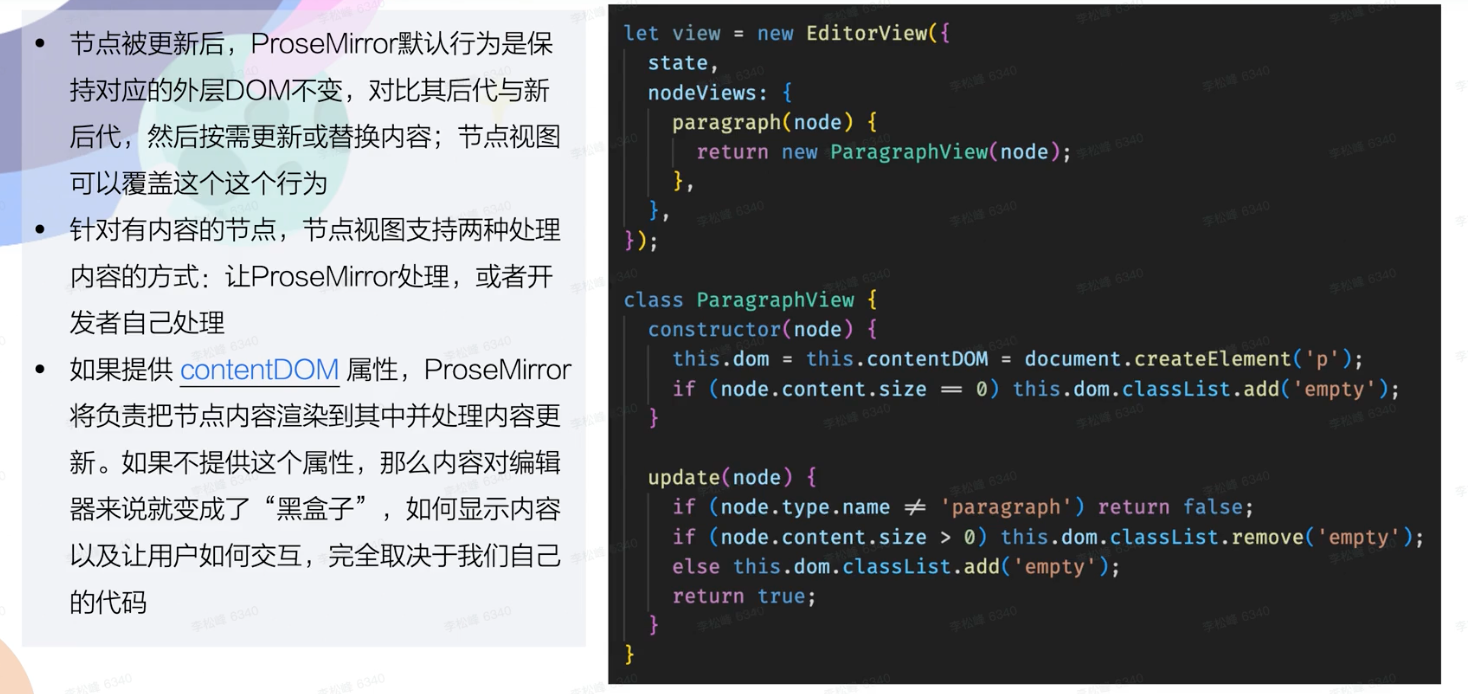 • 节点被更新后，ProseMirror默认行为是保
持对应的外层DOM不变，对比其后代与新
后代，然后按需更新或替换内容；节点视图
可以覆盖这个这个行为
• 针对有内容的节点，节点视图支持两种处理
内容的方式：让ProseMirror处理，或者开
发者自己处理
• 如果提供 contentDOM 属性，ProseMirror
将负责把节点内容渲染到其中并处理内容更
新。如果不提供这个属性，那么内容对编辑
器来说就变成了“黑盒子”，如何显示内容
以及让用户如何交互，完全取决于我们自己
的代码
let view = new EditorView({
  state,
  nodeViews: {
    paragraph(node) {
      return new ParagraphView(node);
    },
  },
});

class ParagraphView {
  constructor(node) {
    this.dom = this.contentDOM = document.createElement('p');
    if (node.content.size == 0) this.dom.classList.add('empty');
  }

  update(node) {
    if (node.type.name ≠ 'paragraph') return false;
    if (node.content.size > 0) this.dom.classList.remove('empty');
    else this.dom.classList.add('empty');
    return true;
  }
}
李松峰 6340